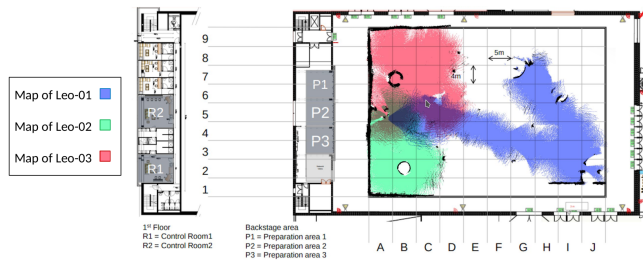 Map of Leo-01
Map of Leo-02
Map of Leo-03
9
8
7
6
5
4
3
2
1
R2
R1
P1
P2
P3
5m
4m
A B C D E F G H I J
1st Floor
R1 = Control Room1
R2 = Control Room2
Backstage area
P1 = Preparation area 1
P2 = Preparation area 2
P3 = Preparation area 3